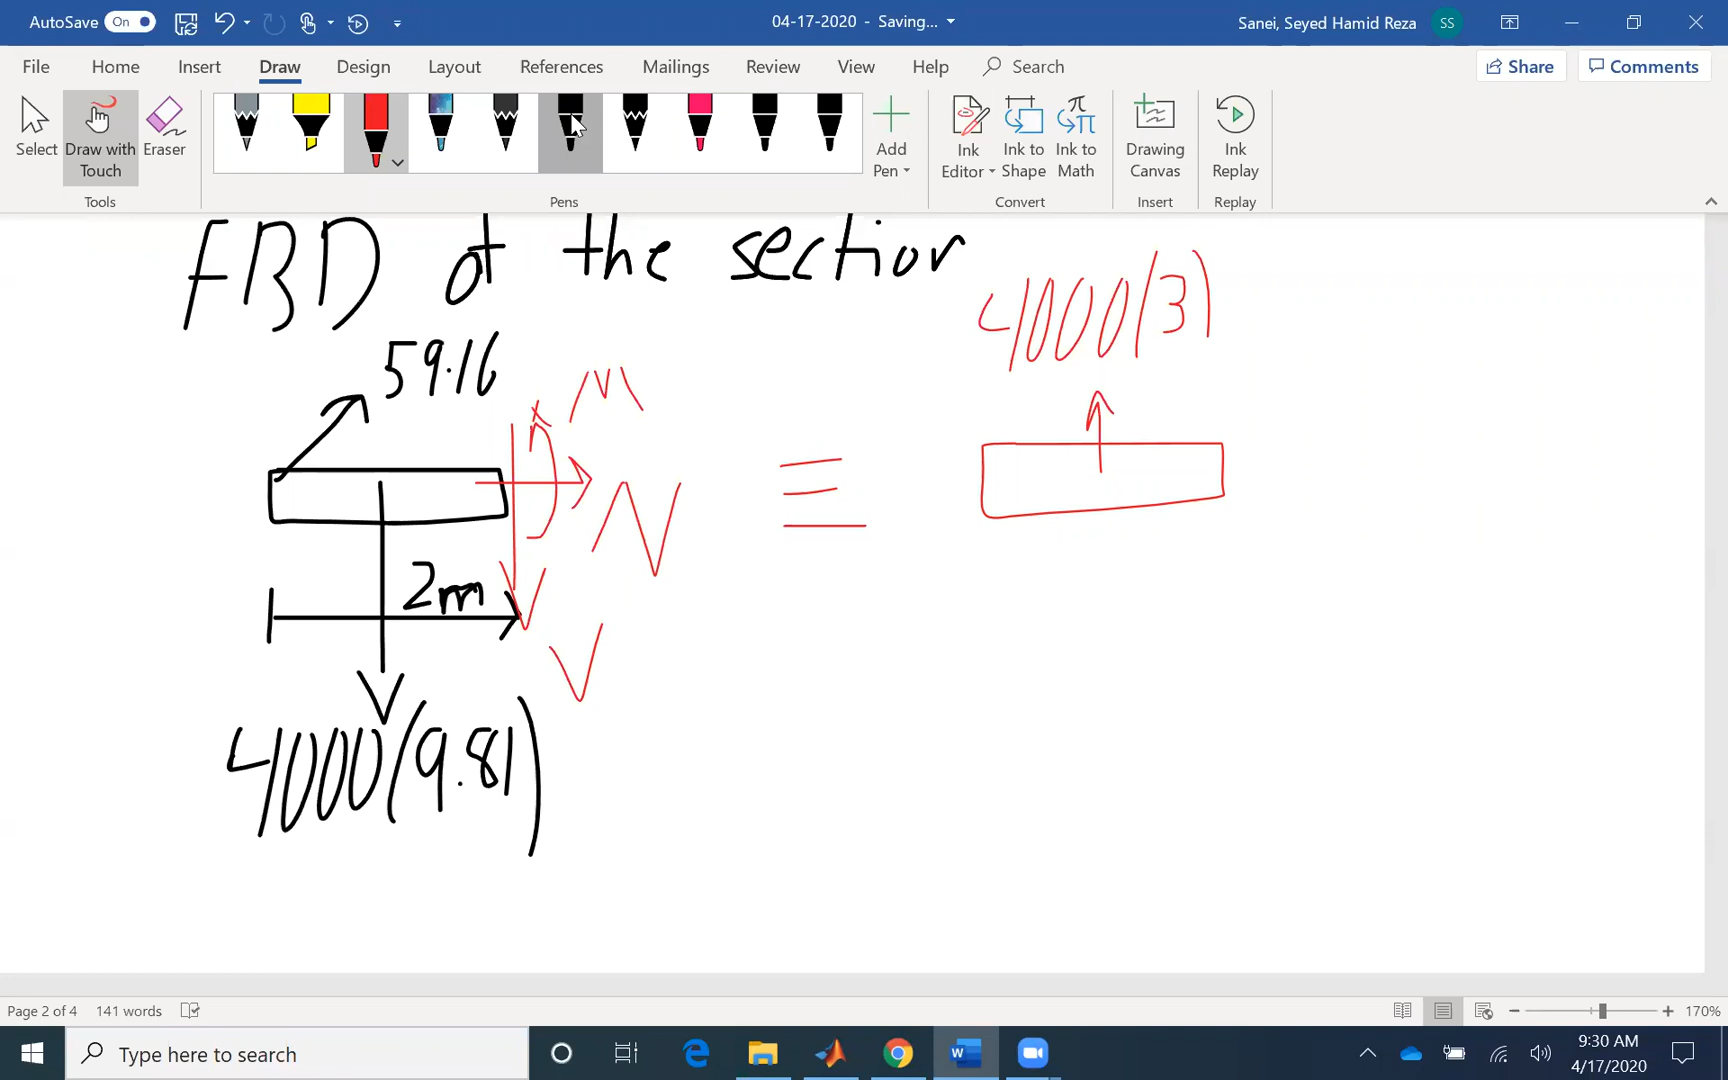 AutoSave On
04-17-2020 - Saving...
Sanei, Seyed Hamid Reza SS
File Home Insert Draw Design Layout References Mailings Review View Help Search
Share Comments
Select
Draw with Touch
Eraser
Add Pen
Ink Editor
Ink to Shape
Ink to Math
Drawing Canvas
Ink Replay
Tools Pens Convert Insert Replay
FBD of the section
4000(3)
59.16
M
N
2m
V
4000(9.81)
Page 2 of 4 141 words
170%
Type here to search
9:30 AM
4/17/2020